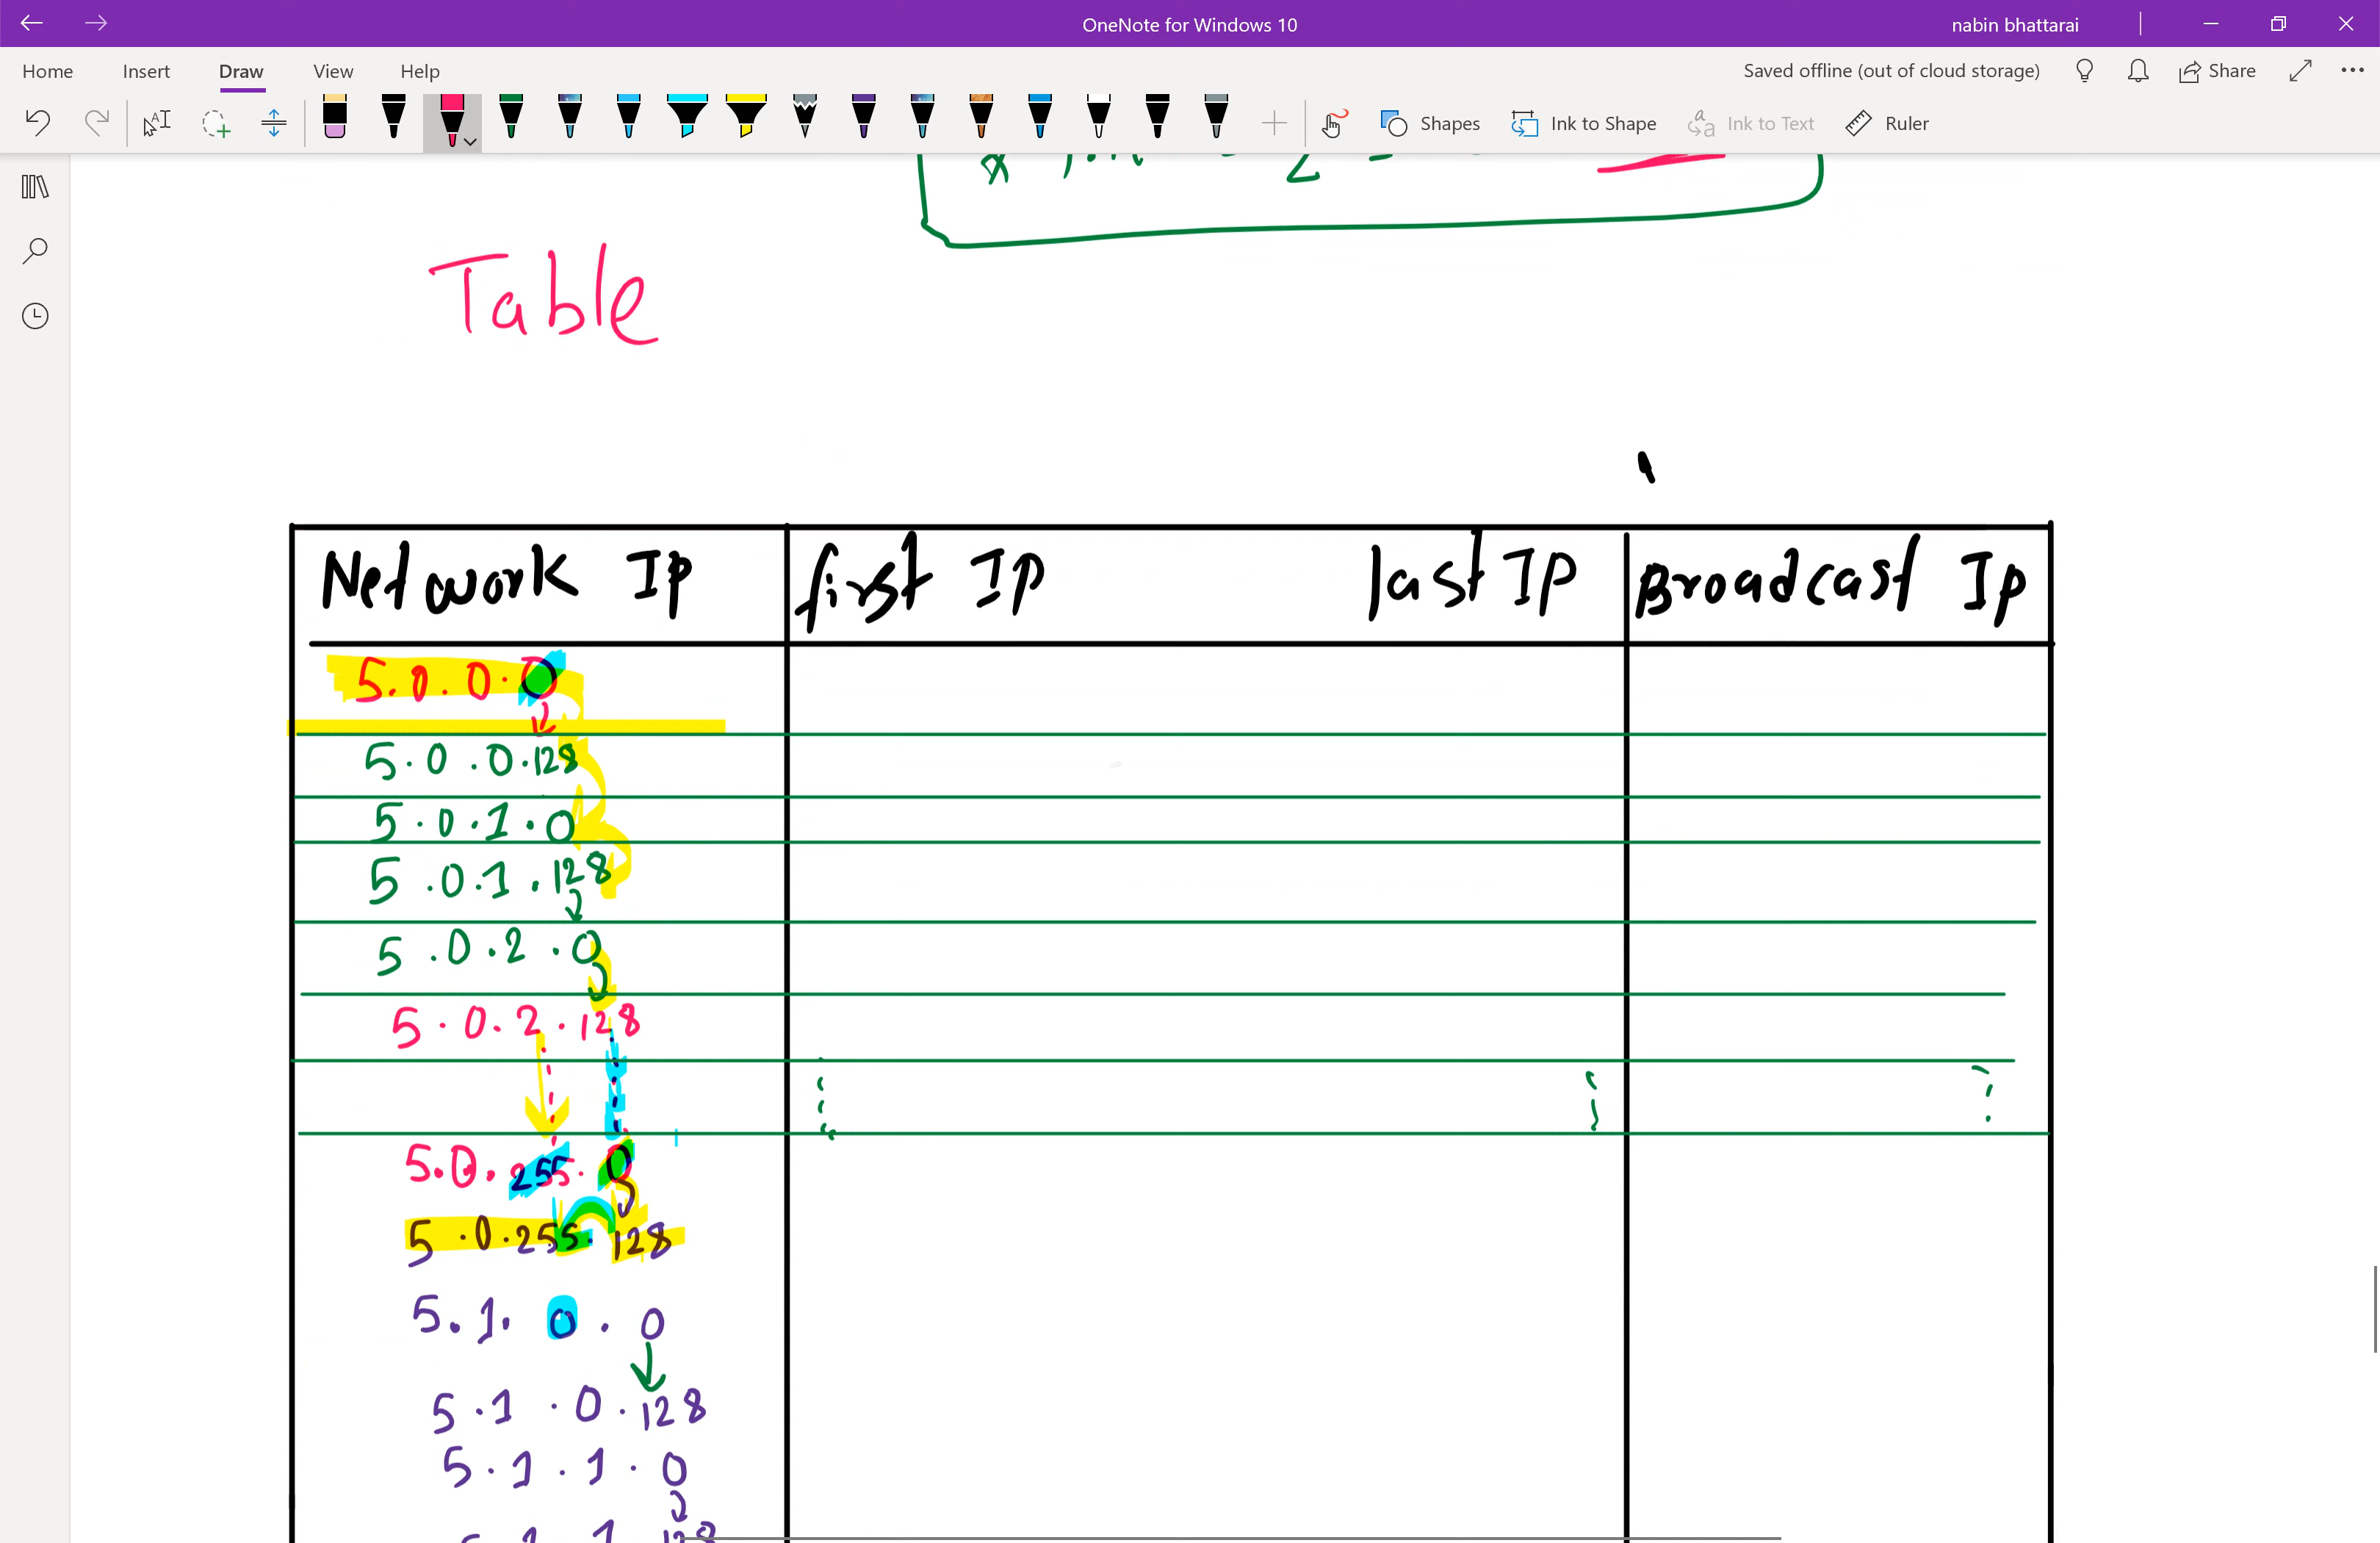 OneNote for Windows 10
nabin bhattarai
Home Insert Draw View Help
Saved offline (out of cloud storage) Share
Shapes Ink to Shape Ink to Text Ruler
Table
Network Ip first IP last IP Broadcast Ip
5.0.0.0
5.0.0.128
5.0.1.0
5.0.1.128
5.0.2.0
5.0.2.128
5.0.255.0
5.0.255.128
5.1.0.0
5.1.0.128
5.1.1.0